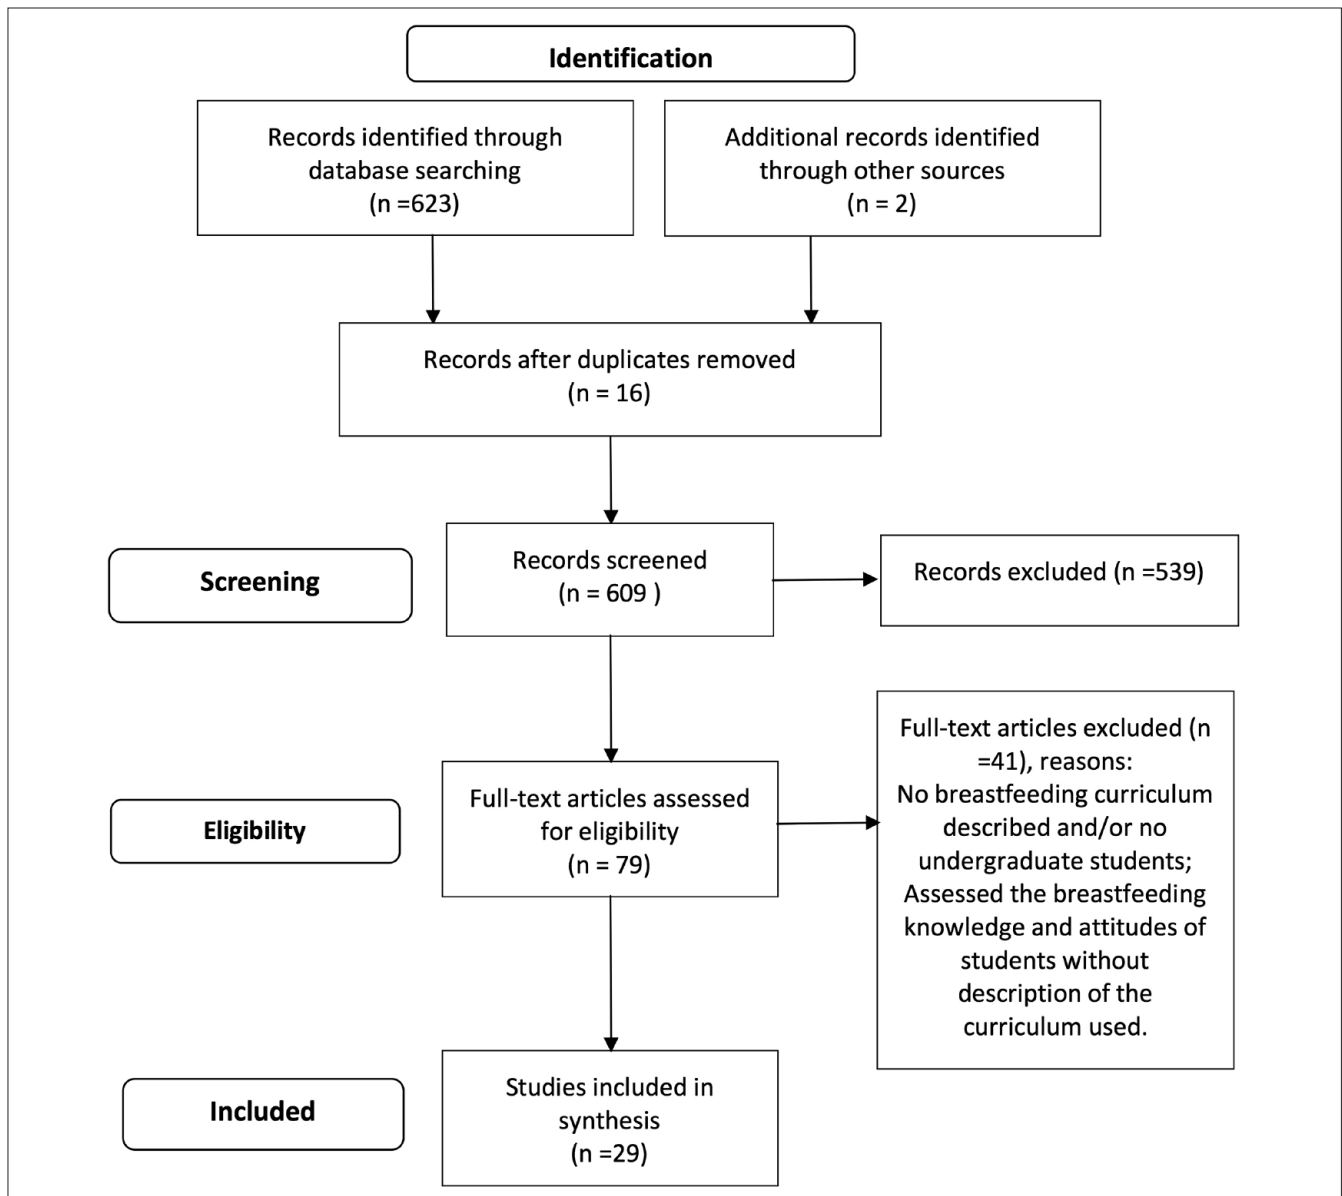 Identification
Records identified through
database searching
(n =623)
Additional records identified
through other sources
(n = 2)
Records after duplicates removed
(n = 16)
Screening
Records screened
(n = 609 )
Records excluded (n =539)
Eligibility
Full-text articles assessed
for eligibility
(n = 79)
Full-text articles excluded (n
=41), reasons:
No breastfeeding curriculum
described and/or no
undergraduate students;
Assessed the breastfeeding
knowledge and attitudes of
students without
description of the
curriculum used.
Included
Studies included in
synthesis
(n =29)